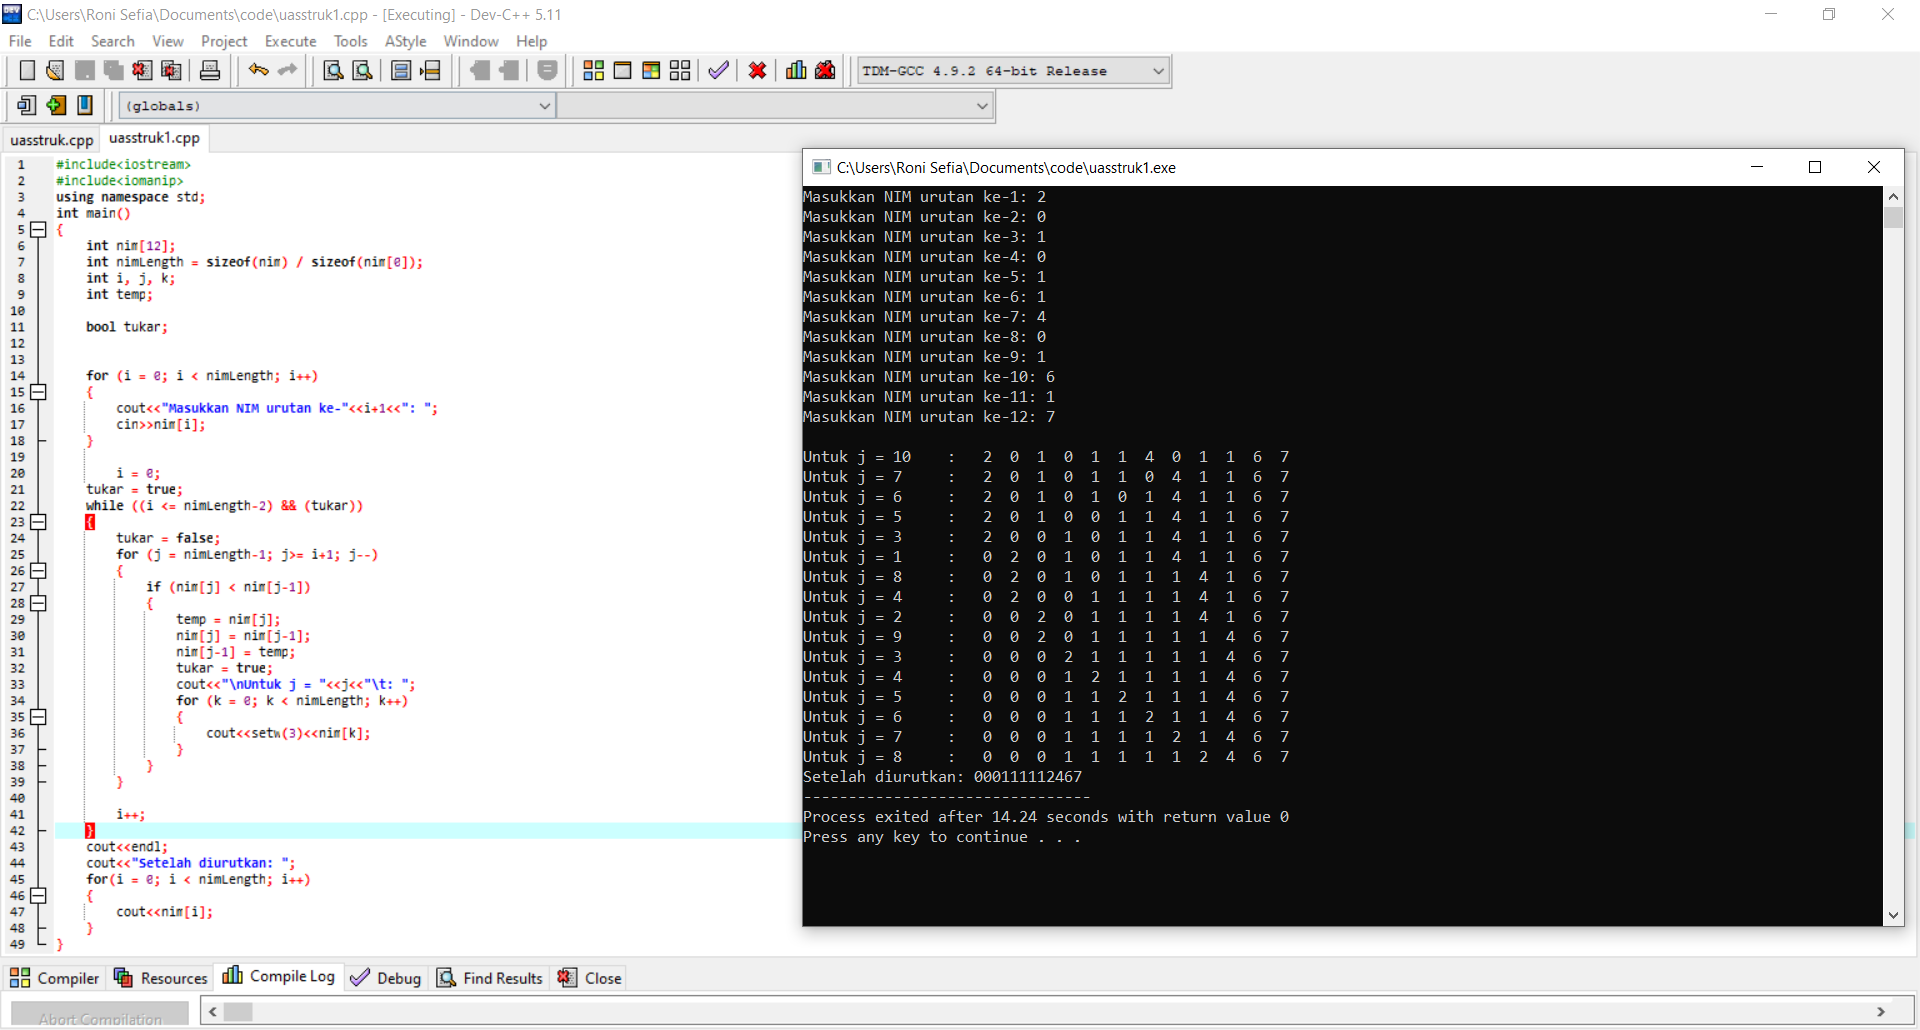 C:\Users\Roni Sefia\Documents\code\uasstruk1.cpp - [Executing] - Dev-C++ 5.11
File Edit Search View Project Execute Tools AStyle Window Help
TDM-GCC 4.9.2 64-bit Release
(globals)
uasstruk.cpp uasstruk1.cpp
1 #include<iostream>
2 #include<iomanip>
3 using namespace std;
4 int main()
5 {
6 int nim[12];
7 int nimLength = sizeof(nim) / sizeof(nim[0]);
8 int i, j, k;
9 int temp;
10
11 bool tukar;
12
13
14 for (i = 0; i < nimLength; i++)
15 {
16 cout<<"Masukkan NIM urutan ke-"<<i+1<<": ";
17 cin>>nim[i];
18 }
19
20 i = 0;
21 tukar = true;
22 while ((i <= nimLength-2) && (tukar))
23 {
24 tukar = false;
25 for (j = nimLength-1; j>= i+1; j--)
26 {
27 if (nim[j] < nim[j-1])
28 {
29 temp = nim[j];
30 nim[j] = nim[j-1];
31 nim[j-1] = temp;
32 tukar = true;
33 cout<<"\nUntuk j = "<<j<<"\t: ";
34 for (k = 0; k < nimLength; k++)
35 {
36 cout<<setw(3)<<nim[k];
37 }
38 }
39 }
40
41 i++;
42 }
43 cout<<endl;
44 cout<<"Setelah diurutkan: ";
45 for(i = 0; i < nimLength; i++)
46 {
47 cout<<nim[i];
48 }
49 }
C:\Users\Roni Sefia\Documents\code\uasstruk1.exe
Masukkan NIM urutan ke-1: 2
Masukkan NIM urutan ke-2: 0
Masukkan NIM urutan ke-3: 1
Masukkan NIM urutan ke-4: 0
Masukkan NIM urutan ke-5: 1
Masukkan NIM urutan ke-6: 1
Masukkan NIM urutan ke-7: 4
Masukkan NIM urutan ke-8: 0
Masukkan NIM urutan ke-9: 1
Masukkan NIM urutan ke-10: 6
Masukkan NIM urutan ke-11: 1
Masukkan NIM urutan ke-12: 7
Untuk j = 10 : 2 0 1 0 1 1 4 0 1 1 6 7
Untuk j = 7 : 2 0 1 0 1 1 0 4 1 1 6 7
Untuk j = 6 : 2 0 1 0 1 0 1 4 1 1 6 7
Untuk j = 5 : 2 0 1 0 0 1 1 4 1 1 6 7
Untuk j = 3 : 2 0 0 1 0 1 1 4 1 1 6 7
Untuk j = 1 : 0 2 0 1 0 1 1 4 1 1 6 7
Untuk j = 8 : 0 2 0 1 0 1 1 1 4 1 6 7
Untuk j = 4 : 0 2 0 0 1 1 1 1 4 1 6 7
Untuk j = 2 : 0 0 2 0 1 1 1 1 4 1 6 7
Untuk j = 9 : 0 0 2 0 1 1 1 1 1 4 6 7
Untuk j = 3 : 0 0 0 2 1 1 1 1 1 4 6 7
Untuk j = 4 : 0 0 0 1 2 1 1 1 1 4 6 7
Untuk j = 5 : 0 0 0 1 1 2 1 1 1 4 6 7
Untuk j = 6 : 0 0 0 1 1 1 2 1 1 4 6 7
Untuk j = 7 : 0 0 0 1 1 1 1 2 1 4 6 7
Untuk j = 8 : 0 0 0 1 1 1 1 1 2 4 6 7
Setelah diurutkan: 000111112467
--------------------------------
Process exited after 14.24 seconds with return value 0
Press any key to continue . . .
Compiler Resources Compile Log Debug Find Results Close
Abort Compilation